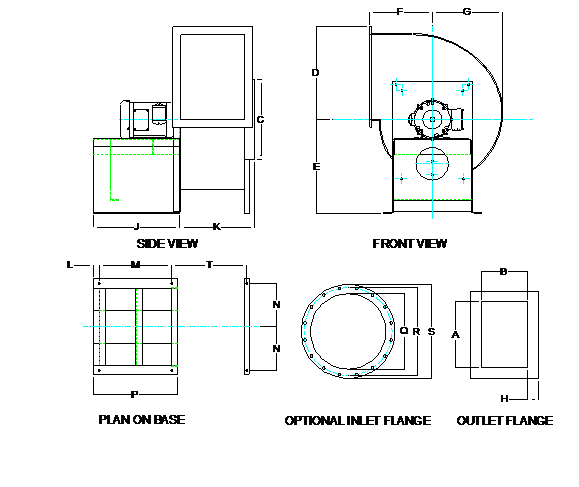 F
G
D
C
E
J
K
SIDE VIEW
FRONT VIEW
L
M
T
B
N
A
Q
R
S
N
P
H
PLAN ON BASE
OPTIONAL INLET FLANGE
OUTLET FLANGE